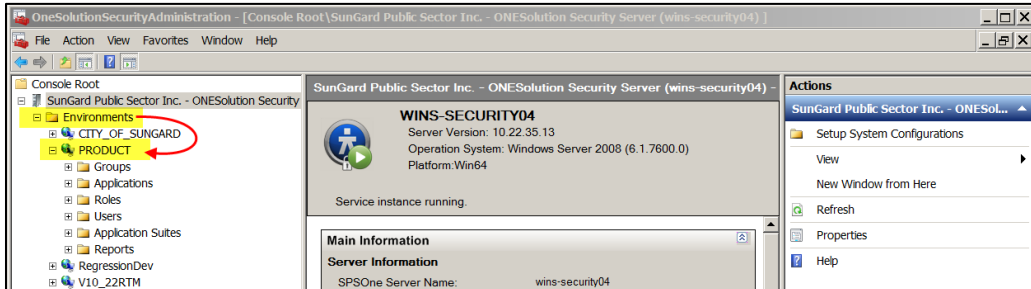 OneSolutionSecurityAdministration - [Console Root\SunGard Public Sector Inc. - ONESolution Security Server (wins-security04) ]
File Action View Favorites Window Help
Console Root
SunGard Public Sector Inc. - ONESolution Security
Environments
CITY_OF_SUNGARD
PRODUCT
Groups
Applications
Roles
Users
Application Suites
Reports
RegressionDev
V10_22RTM
SunGard Public Sector Inc. - ONESolution Security Server (wins-security04) -
WINS-SECURITY04
Server Version: 10.22.35.13
Operation System: Windows Server 2008 (6.1.7600.0)
Platform:Win64
Service instance running.
Main Information
Server Information
SPSOne Server Name: wins-security04
Actions
SunGard Public Sector Inc. - ONESol...
Setup System Configurations
View
New Window from Here
Refresh
Properties
Help